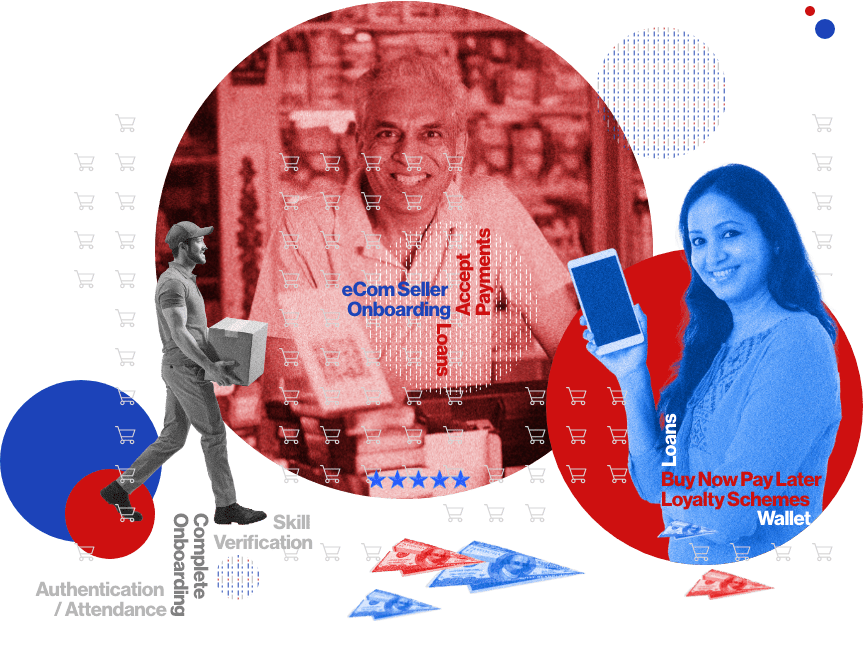 eCom Seller
Onboarding
Accept
Payments
Loans
Loans
Buy Now Pay Later
Loyalty Schemes
Wallet
Skill
Verification
Complete
Onboarding
Authentication
/ Attendance